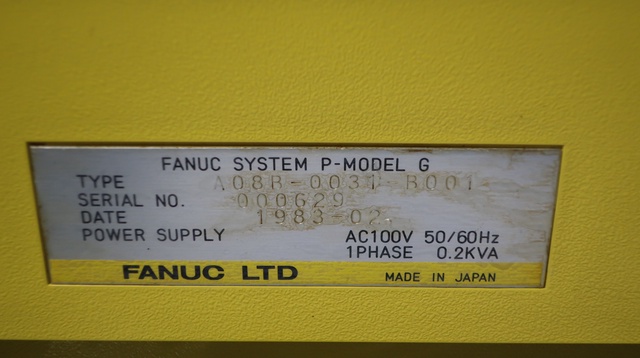 FANUC SYSTEM P-MODEL G
TYPE A08B-0031-B001
SERIAL NO. 000629
DATE 1983-02.
POWER SUPPLY AC100V 50/60Hz
1PHASE 0.2KVA
FANUC LTD MADE IN JAPAN